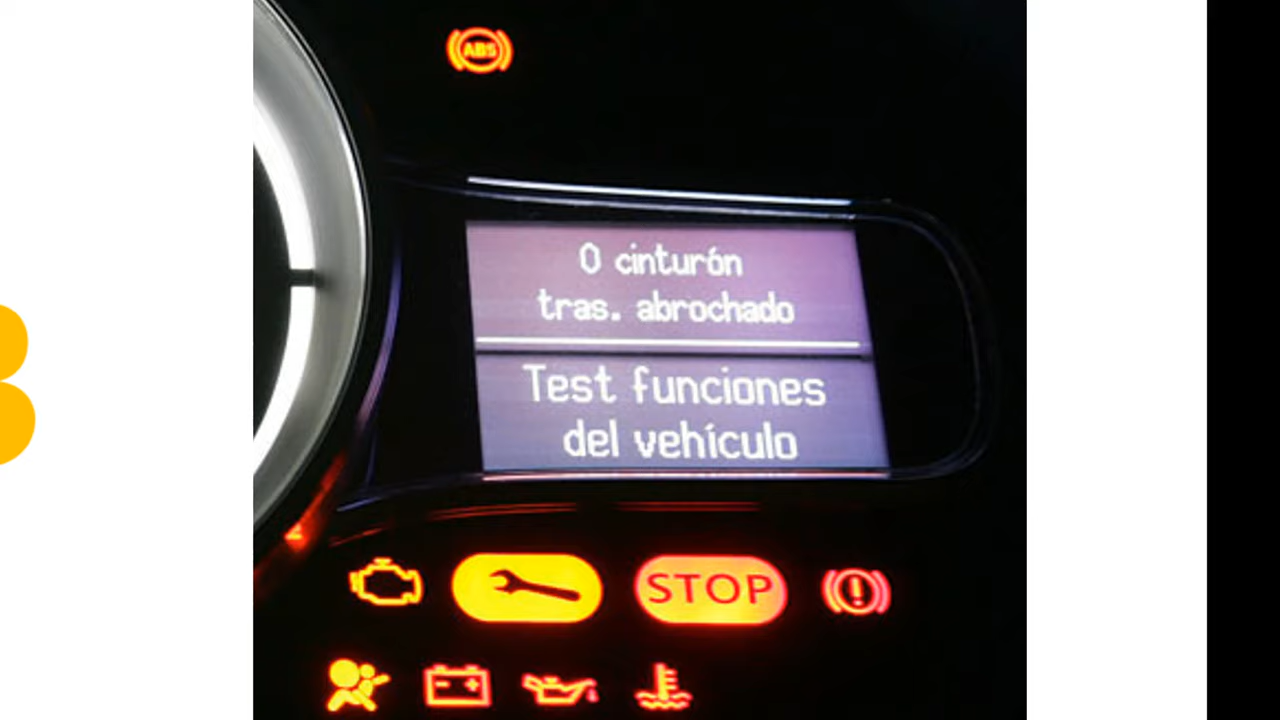 ABS
0 cinturón
tras. abrochado
Test funciones
del vehículo
STOP